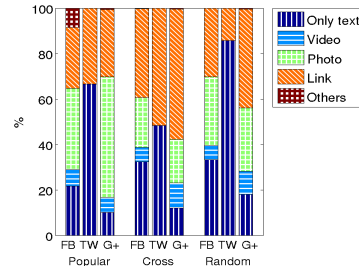 100
80
60
40
20
0
%
FB TW G+ FB TW G+ FB TW G+
Popular Cross Random
Only text
Video
Photo
Link
Others